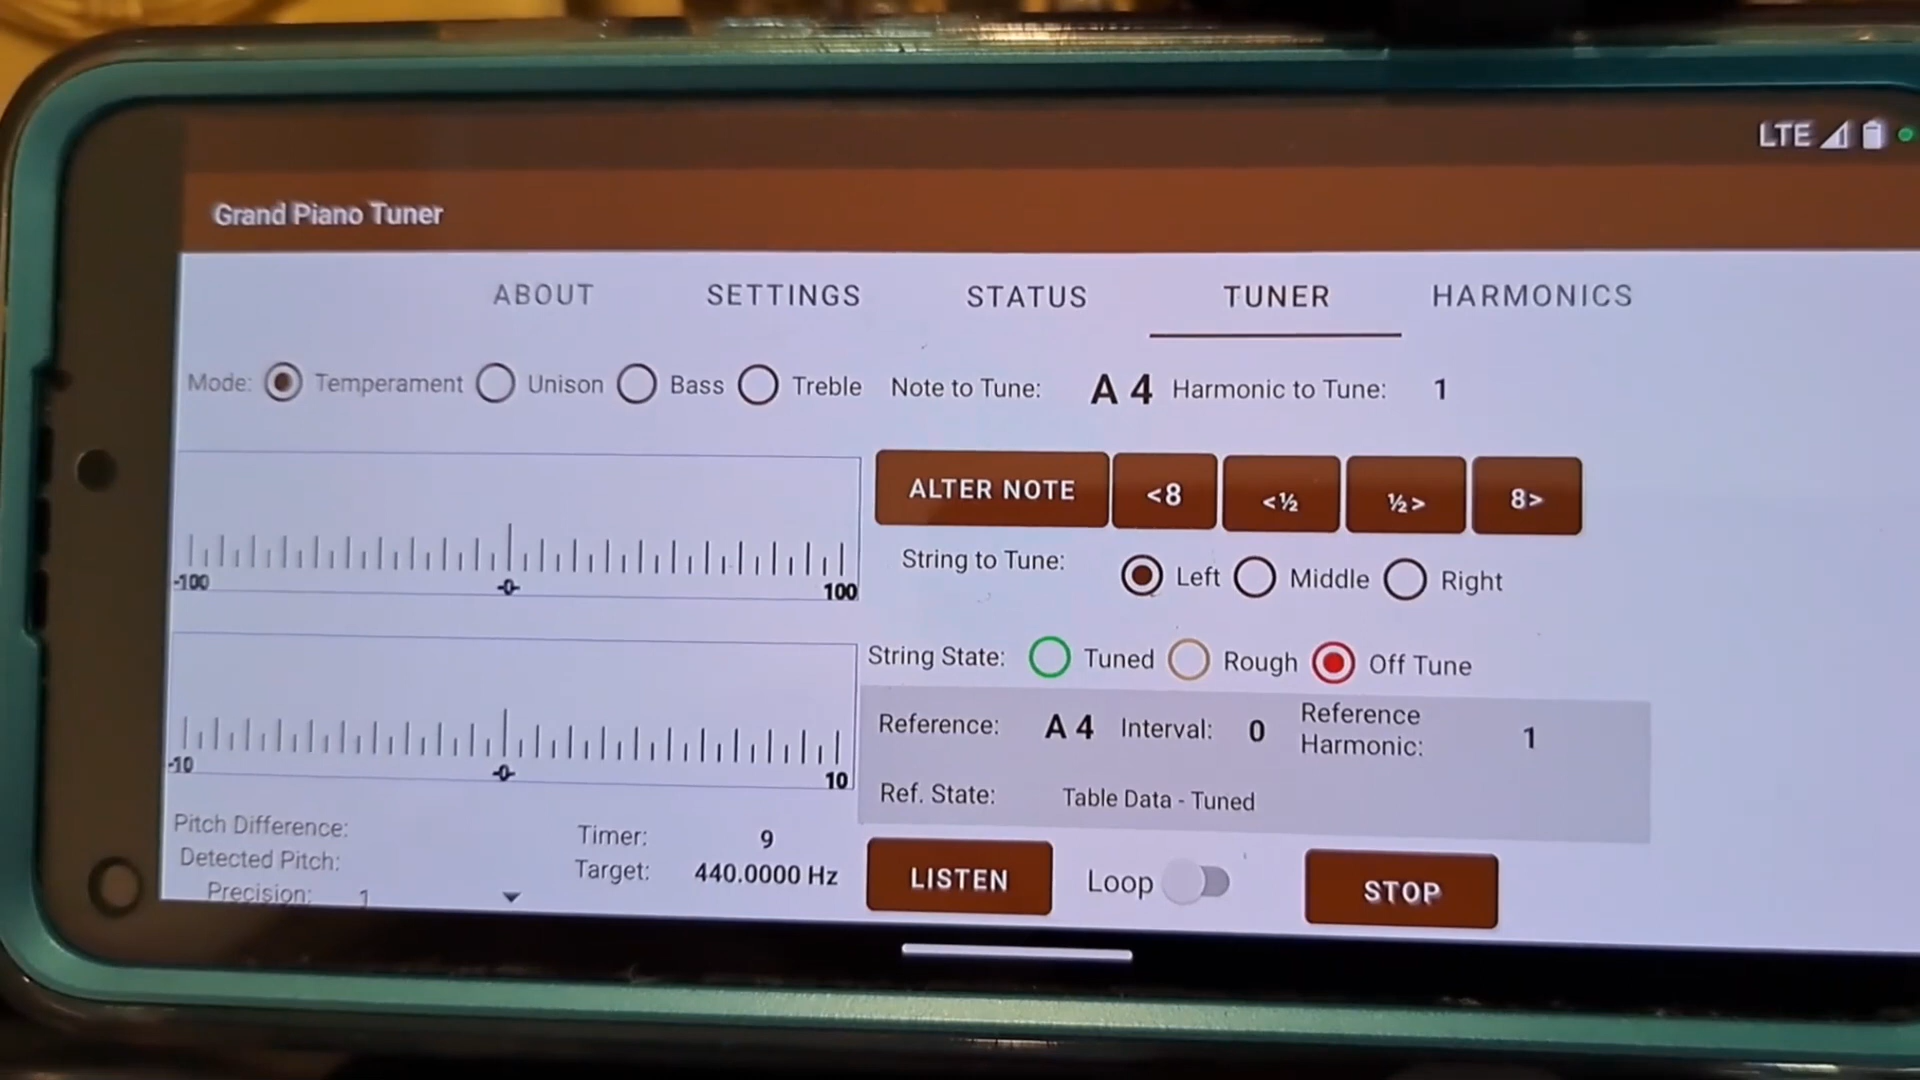 LTE
Grand Piano Tuner
ABOUT SETTINGS STATUS TUNER HARMONICS
Mode: Temperament Unison Bass Treble Note to Tune: A 4 Harmonic to Tune: 1
ALTER NOTE <8 <½ ½> 8>
-100 -0- 100
String to Tune: Left Middle Right
String State: Tuned Rough Off Tune
-10 -0- 10
Reference: A 4 Interval: 0 Reference Harmonic: 1
Ref. State: Table Data - Tuned
Pitch Difference:
Timer: 9
Detected Pitch:
Target: 440.0000 Hz
Precision: 1
LISTEN Loop STOP